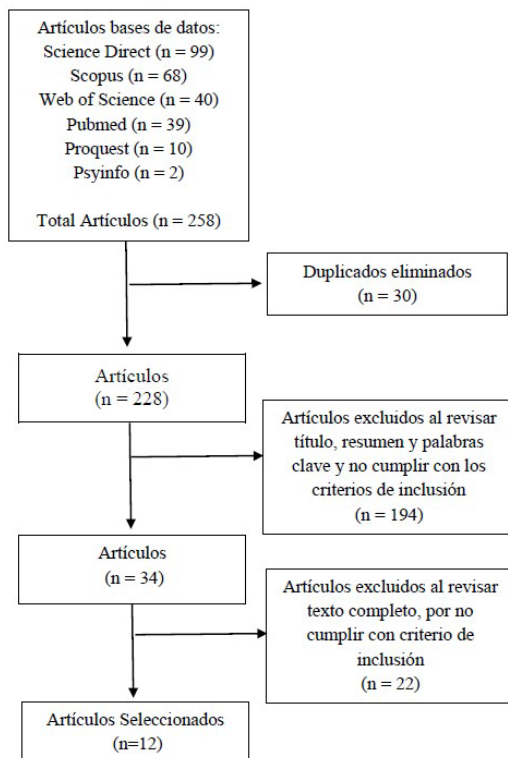 Artículos bases de datos:
Science Direct (n = 99)
Scopus (n = 68)
Web of Science (n = 40)
Pubmed (n = 39)
Proquest (n = 10)
Psyinfo (n = 2)
Total Artículos (n = 258)
Duplicados eliminados
(n = 30)
Artículos
(n = 228)
Artículos excluidos al revisar
título, resumen y palabras
clave y no cumplir con los
criterios de inclusión
(n = 194)
Artículos
(n = 34)
Artículos excluidos al revisar
texto completo, por no
cumplir con criterio de
inclusión
(n = 22)
Artículos Seleccionados
(n=12)